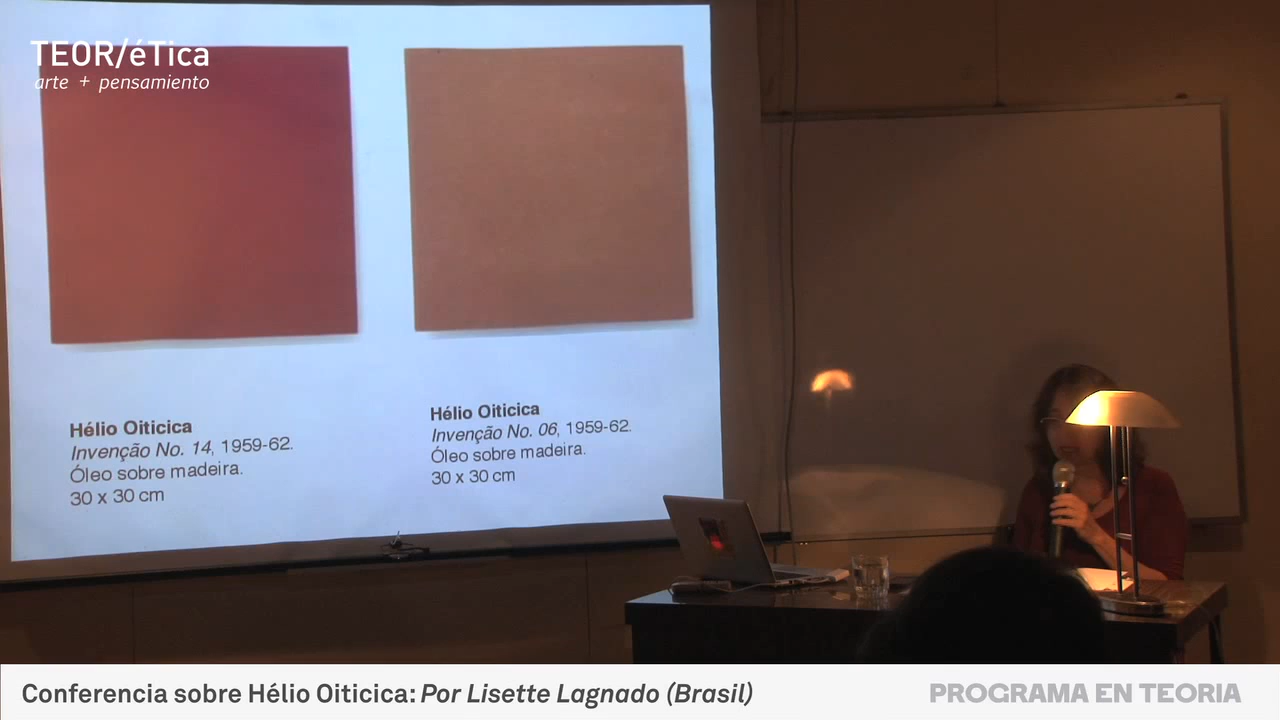 TEOR/éTica
arte + pensamiento
Hélio Oiticica
Invenção No. 14, 1959-62.
Óleo sobre madeira.
30 x 30 cm
Hélio Oiticica
Invenção No. 06, 1959-62.
Óleo sobre madeira.
30 x 30 cm
Conferencia sobre Hélio Oiticica: Por Lisette Lagnado (Brasil)
PROGRAMA EN TEORIA